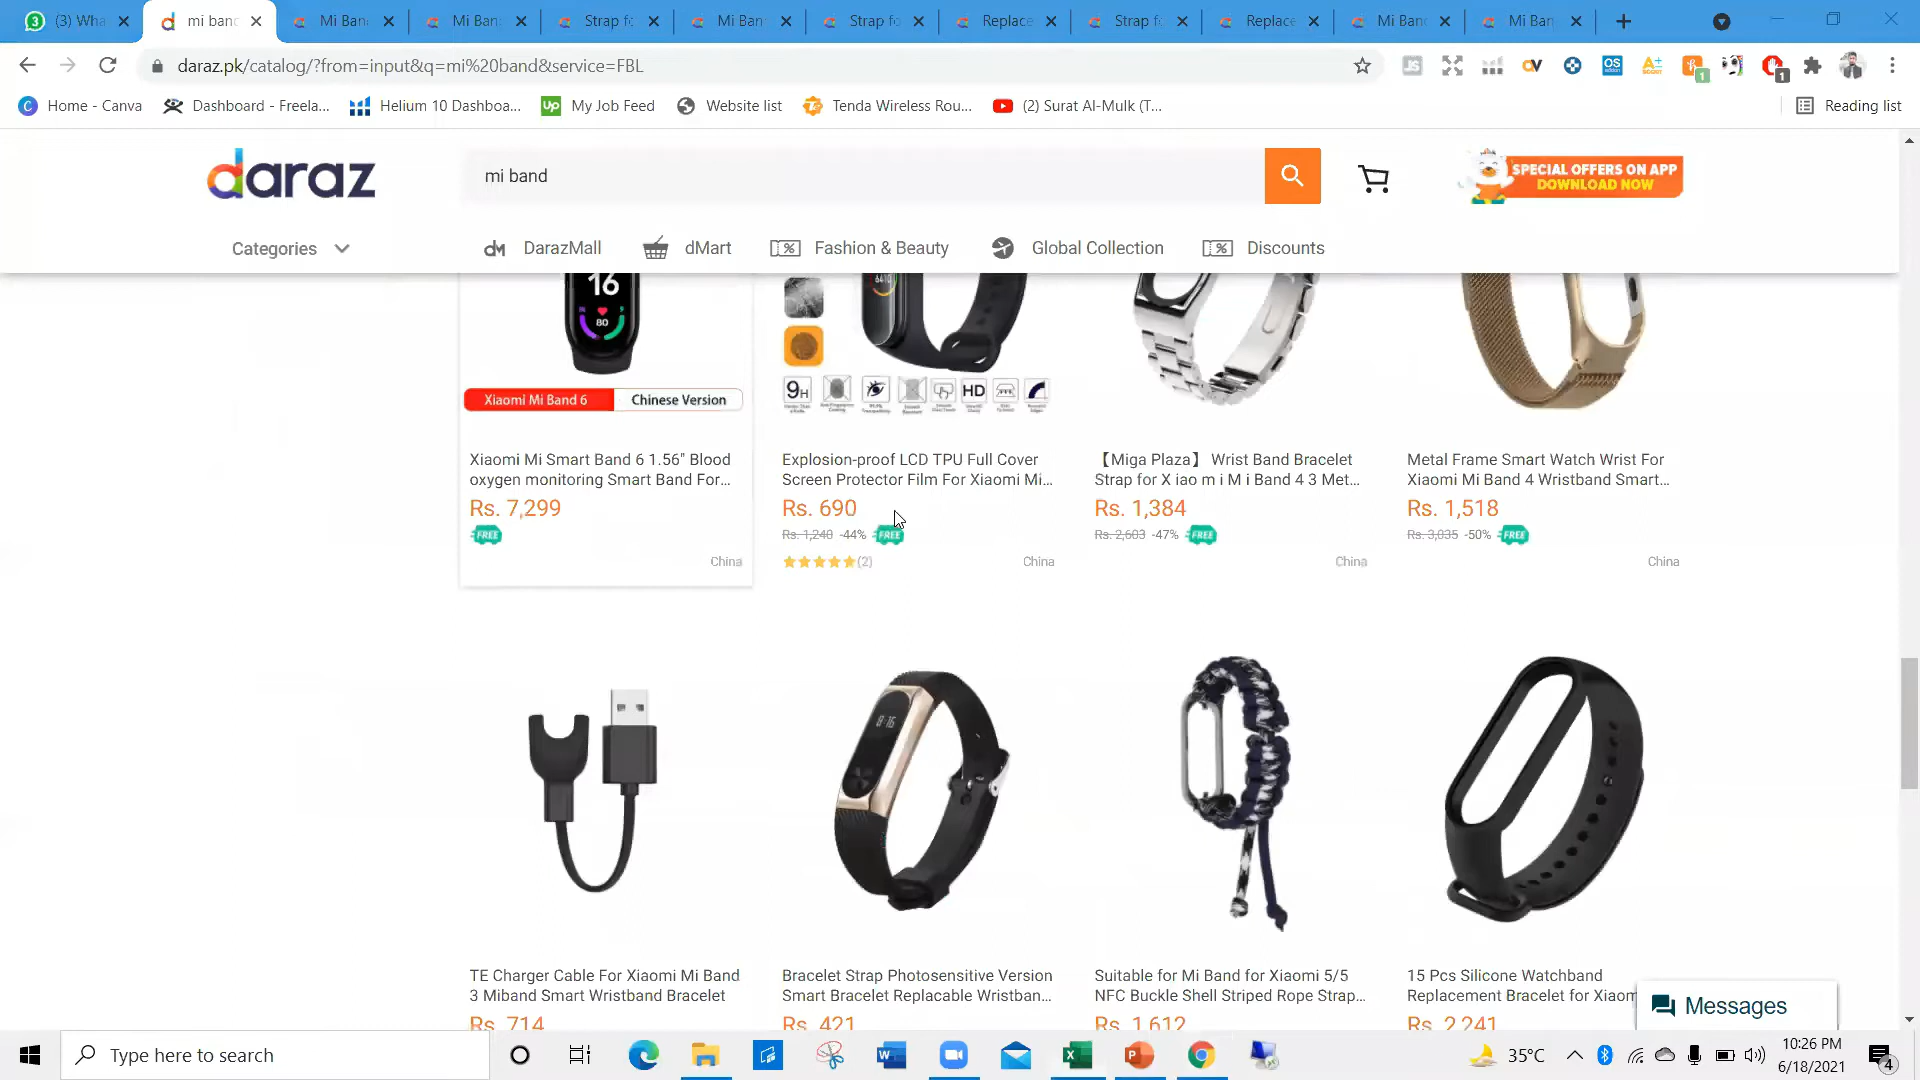 (3) Wha
mi band
Mi Ban
Mi Ban
Strap fo
Mi Ban
Strap fo
Replace
Strap f
Replace
Mi Ban
Mi Ban
daraz.pk/catalog/?from=input&q=mi%20band&service=FBL
Home - Canva
Dashboard - Freela...
Helium 10 Dashboa...
My Job Feed
Website list
Tenda Wireless Rou...
(2) Surat Al-Mulk (T...
Reading list
daraz
mi band
SPECIAL OFFERS ON APP
DOWNLOAD NOW
Categories
DarazMall
dMart
Fashion & Beauty
Global Collection
Discounts
16
80
Xiaomi Mi Band 6
Chinese Version
9H
HD
Xiaomi Mi Smart Band 6 1.56" Blood
oxygen monitoring Smart Band For...
Rs. 7,299
FREE
China
Explosion-proof LCD TPU Full Cover
Screen Protector Film For Xiaomi Mi...
Rs. 690
Rs. 1,240 -44% FREE
(2)
China
【Miga Plaza】 Wrist Band Bracelet
Strap for X iao m i M i Band 4 3 Met...
Rs. 1,384
Rs. 2,603 -47% FREE
China
Metal Frame Smart Watch Wrist For
Xiaomi Mi Band 4 Wristband Smart...
Rs. 1,518
Rs. 3,035 -50% FREE
China
8:16
TE Charger Cable For Xiaomi Mi Band
3 Miband Smart Wristband Bracelet
Rs. 714
Bracelet Strap Photosensitive Version
Smart Bracelet Replacable Wristban...
Rs. 421
Suitable for Mi Band for Xiaomi 5/5
NFC Buckle Shell Striped Rope Strap...
Rs. 1,612
15 Pcs Silicone Watchband
Replacement Bracelet for Xiaom
Rs. 2,241
Messages
Type here to search
35°C
10:26 PM
6/18/2021
4